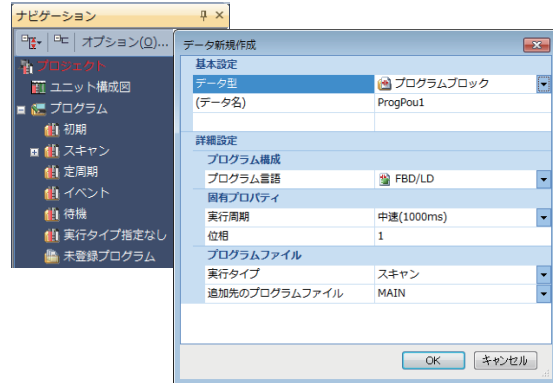 ナビゲーション
オプション(O)...
プロジェクト
ユニット構成図
プログラム
初期
スキャン
定周期
イベント
待機
実行タイプ指定なし
未登録プログラム
データ新規作成
基本設定
データ型 プログラムブロック
(データ名) ProgPou1
詳細設定
プログラム構成
プログラム言語 FBD/LD
固有プロパティ
実行周期 中速(1000ms)
位相 1
プログラムファイル
実行タイプ スキャン
追加先のプログラムファイル MAIN
OK キャンセル